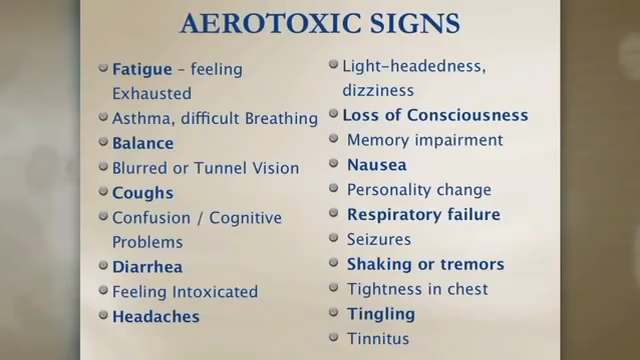 AEROTOXIC SIGNS
Fatigue – feeling
Exhausted
Asthma, difficult Breathing
Balance
Blurred or Tunnel Vision
Coughs
Confusion / Cognitive
Problems
Diarrhea
Feeling Intoxicated
Headaches
Light-headedness,
dizziness
Loss of Consciousness
Memory impairment
Nausea
Personality change
Respiratory failure
Seizures
Shaking or tremors
Tightness in chest
Tingling
Tinnitus